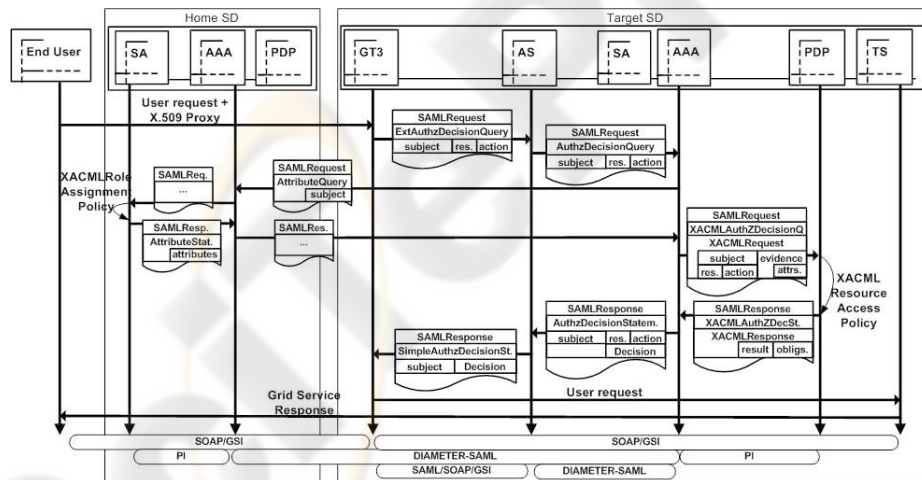 Home SD
Target SD
End User
SA
AAA
PDP
GT3
AS
SA
AAA
PDP
TS
User request +
X.509 Proxy
SAMLRequest
ExtAuthzDecisionQuery
subject res. action
SAMLRequest
AuthzDecisionQuery
subject res. action
XACMLRole
Assignment
Policy
SAMLReq.
...
SAMLRequest
AttributeQuery
subject
SAMLResp.
AttributeStat.
attributes
SAMLRes.
...
SAMLRequest
XACMLAuthZDecisionQ
XACMLRequest
subject evidence
res. action attrs.
XACML
Resource
Access
Policy
SAMLResponse
XACMLAuthZDecSt.
XACMLResponse
result obligs.
SAMLResponse
AuthzDecisionStatem.
subject res. action
Decision
SAMLResponse
SimpleAuthzDecisionSt.
subject Decision
User request
Grid Service
Response
SOAP/GSI
SOAP/GSI
PI
DIAMETER-SAML
PI
SAML/SOAP/GSI
DIAMETER-SAML